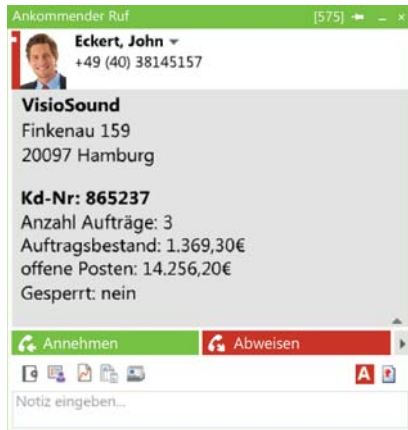 Ankommender Ruf [575]
Eckert, John
+49 (40) 38145157
VisioSound
Finkenau 159
20097 Hamburg
Kd-Nr: 865237
Anzahl Aufträge: 3
Auftragsbestand: 1.369,30€
offene Posten: 14.256,20€
Gesperrt: nein
Annehmen Abweisen
A
Notiz eingeben...